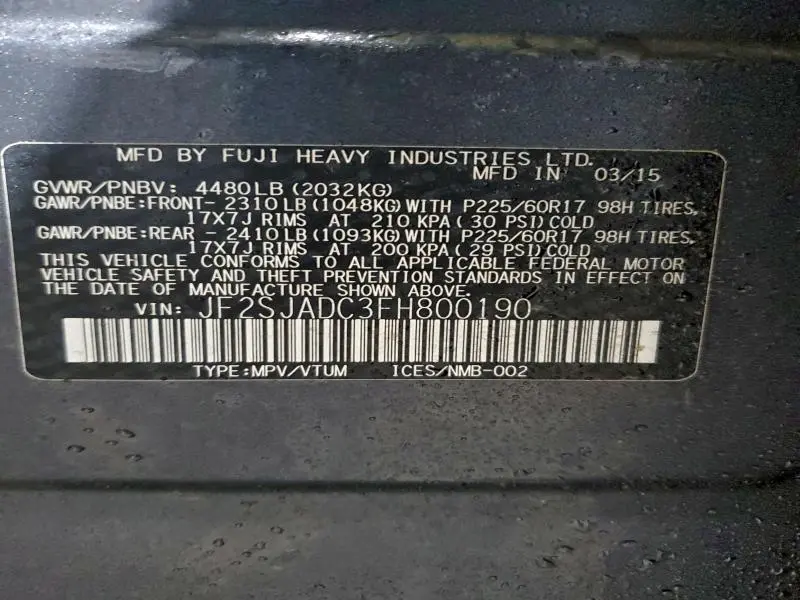 MFD BY FUJI HEAVY INDUSTRIES LTD.
MFD IN 03/15
GVWR/PNBV: 4480LB(2032KG)
GAWR/PNBE:FRONT-2310LB(1048KG)WITH P225/60R17 98H TIRES,
17X7J RIMS AT 210 KPA(30 PSI)COLD
GAWR/PNBE:REAR -2410LB(1093KG)WITH P225/60R17 98H TIRES,
17X7J RIMS AT 200 KPA(29 PSI)COLD
THIS VEHICLE CONFORMS TO ALL APPLICABLE FEDERAL MOTOR
VEHICLE SAFETY AND THEFT PREVENTION STANDARDS IN EFFECT ON
THE DATE OF MANUFACTURE SHOWN ABOVE.
VIN: JF2SJADC3FH800190
TYPE:MPV/VTUM ICES/NMB-002